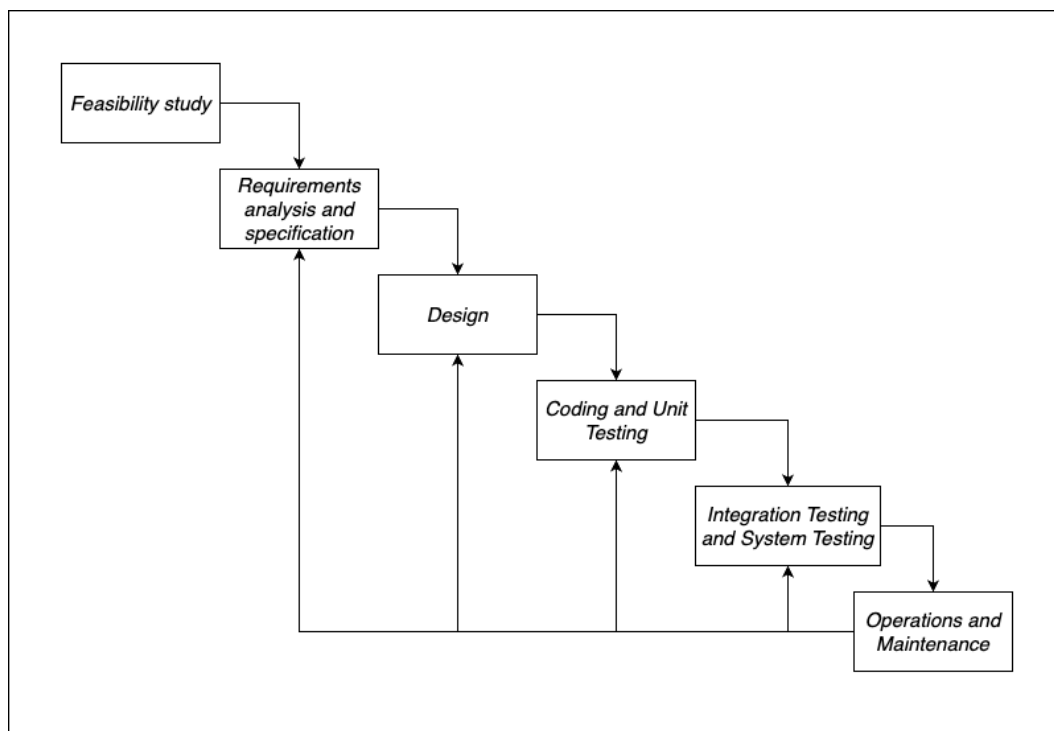 Feasibility study
Requirements
analysis and
specification
Design
Coding and Unit
Testing
Integration Testing
and System Testing
Operations and
Maintenance